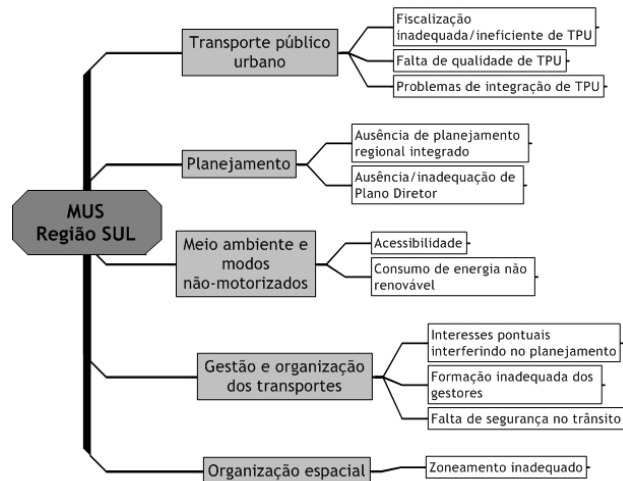 Transporte público
urbano
Fiscalização
inadequada/ineficiente de TPU
Falta de qualidade de TPU
Problemas de integração de TPU
Planejamento
Ausência de planejamento
regional integrado
Ausência/inadequação de
Plano Diretor
MUS
Região SUL
Meio ambiente e
modos
não-motorizados
Acessibilidade
Consumo de energia não
renovável
Gestão e organização
dos transportes
Interesses pontuais
interferindo no planejamento
Formação inadequada dos
gestores
Falta de segurança no trânsito
Organização espacial
Zoneamento inadequado